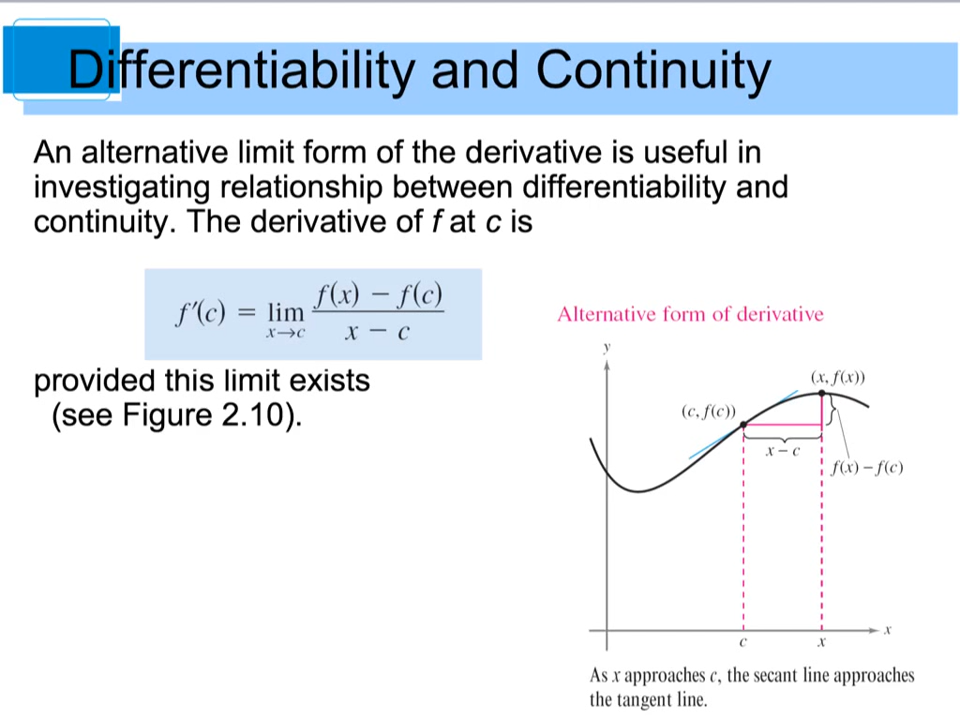 Differentiability and Continuity
An alternative limit form of the derivative is useful in
investigating relationship between differentiability and
continuity. The derivative of f at c is
f′(c) = lim x→c f(x) − f(c) / x − c
provided this limit exists
(see Figure 2.10).
Alternative form of derivative
y
(x, f(x))
(c, f(c))
x − c
f(x) − f(c)
x
c
x
As x approaches c, the secant line approaches
the tangent line.